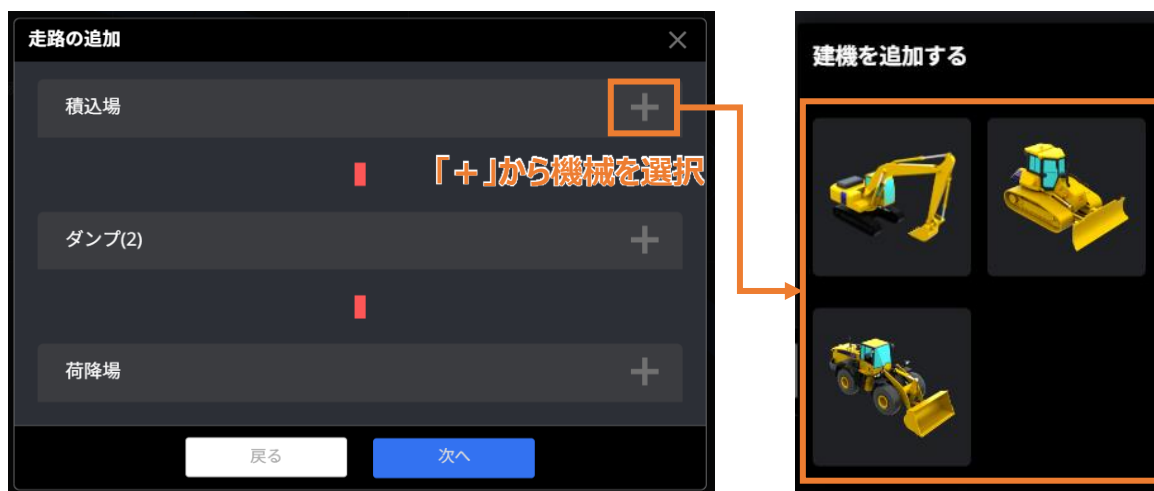 走路の追加
積込場
「＋」から機械を選択
ダンプ(2)
荷降場
戻る
次へ
建機を追加する